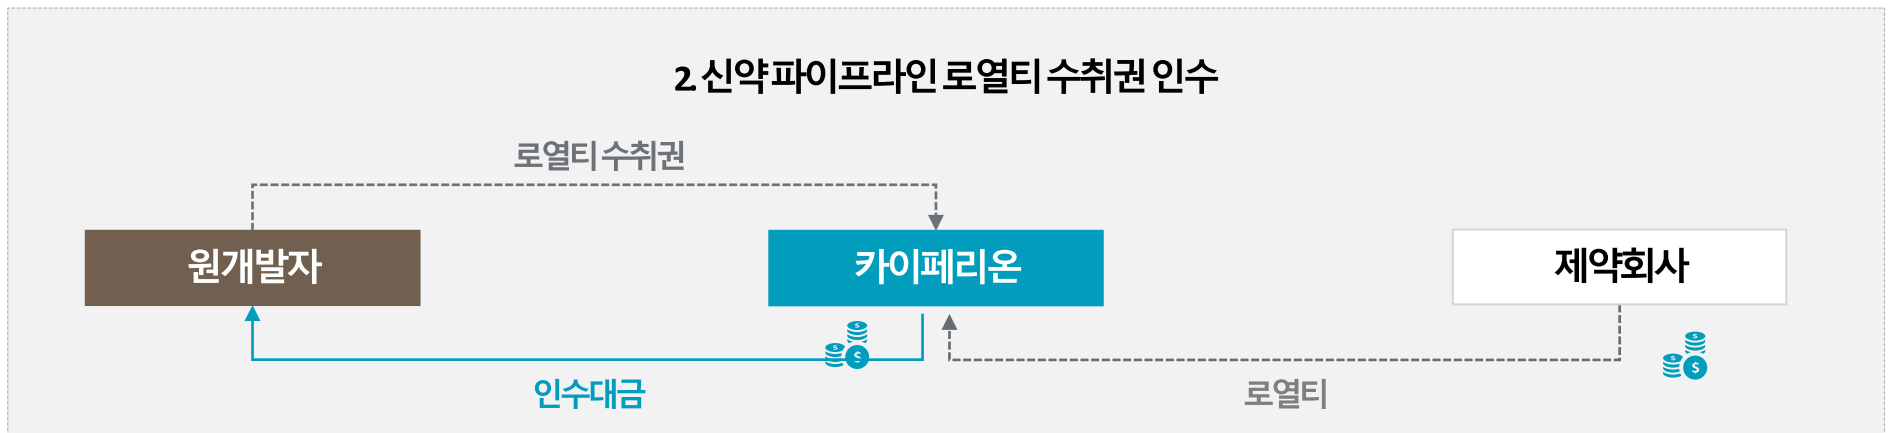 2. 신약 파이프라인 로열티 수취권 인수
로열티 수취권
원개발자
카이페리온
제약회사
인수대금
로열티